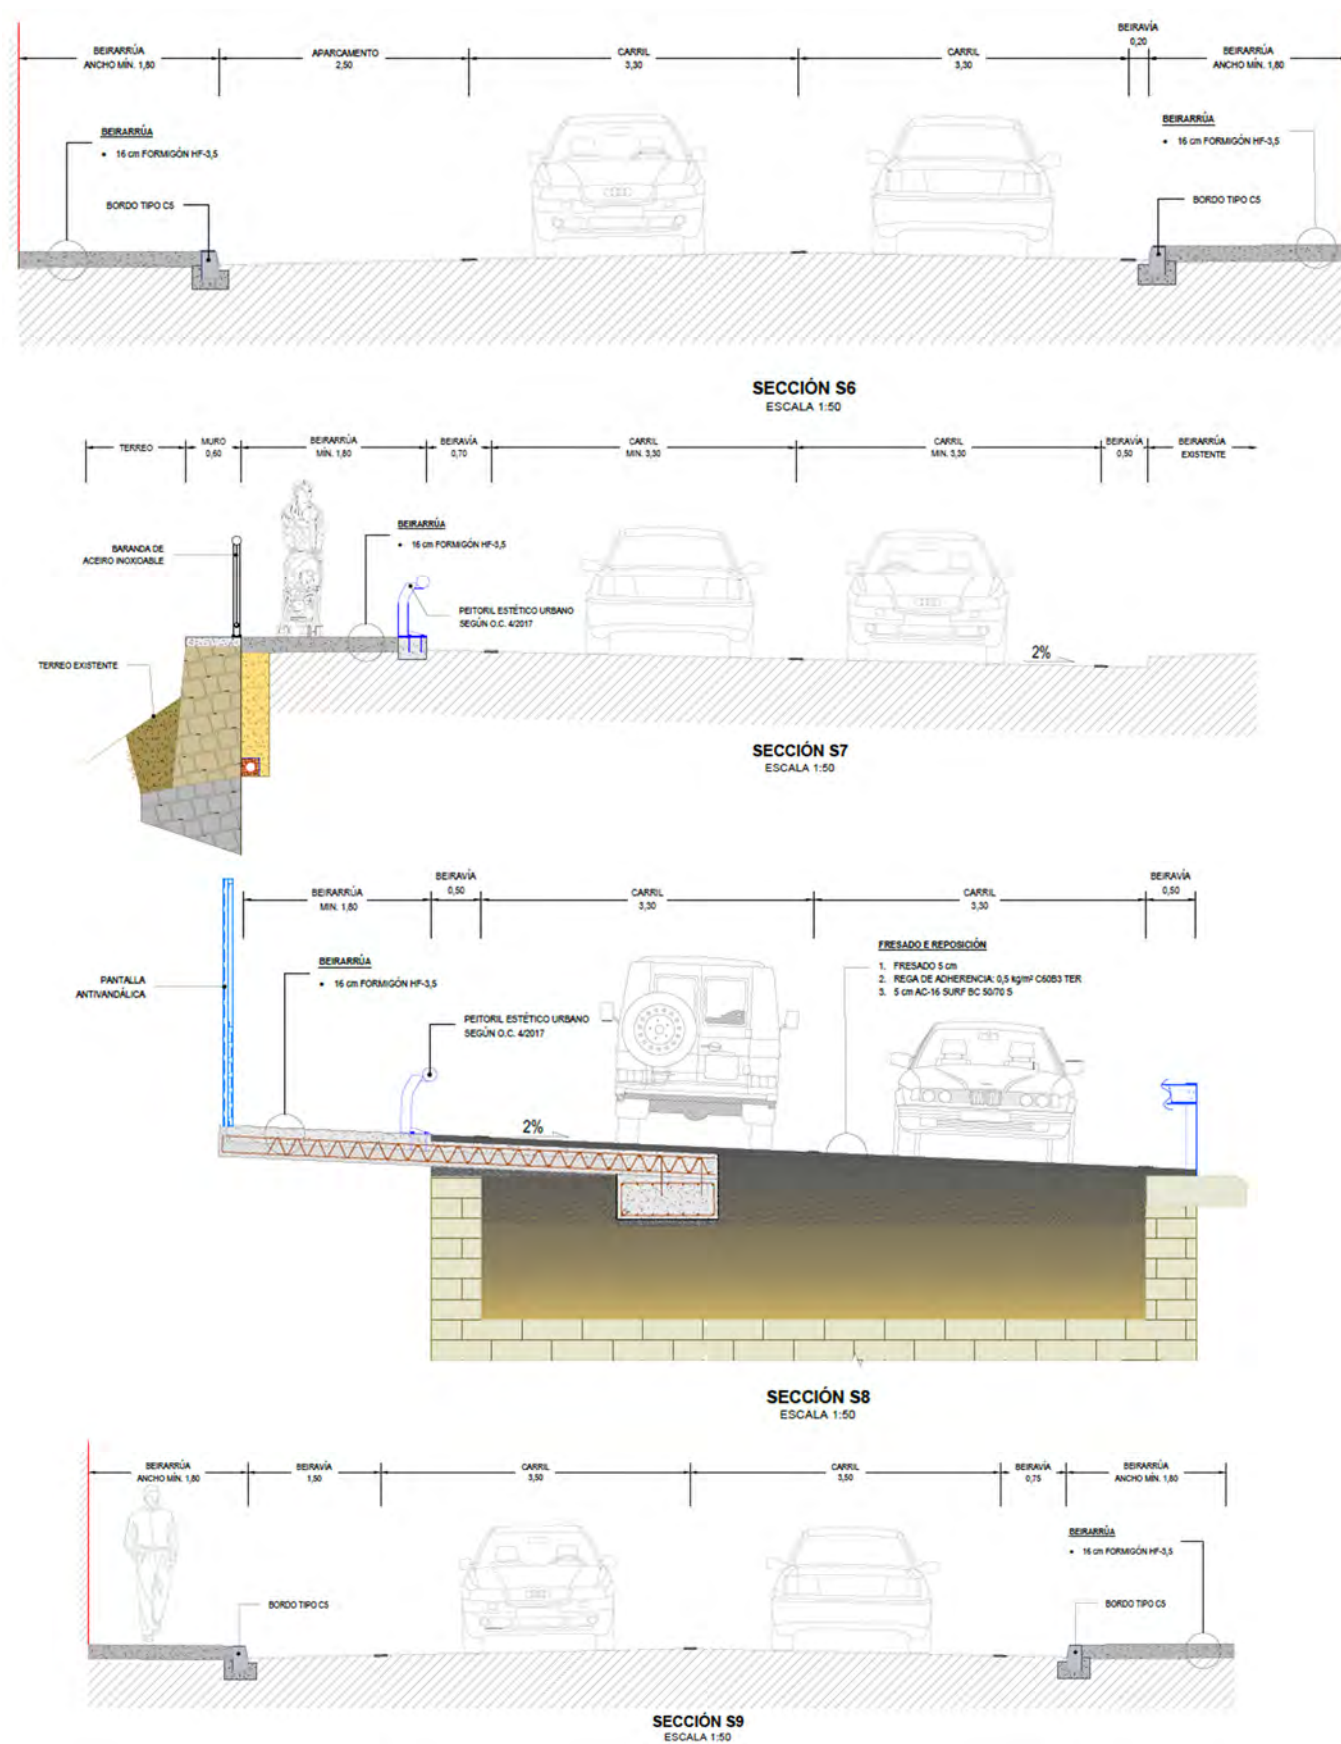 BEIRARRÚA
ANCHO MÍN. 1,80
APARCAMENTO
2,50
CARRIL
3,30
CARRIL
3,30
BEIRAVÍA
0,20
BEIRARRÚA
ANCHO MÍN. 1,80
BEIRARRÚA
• 16 cm FORMIGÓN HF-3,5
BORDO TIPO C5
BEIRARRÚA
• 16 cm FORMIGÓN HF-3,5
BORDO TIPO C5
SECCIÓN S6
ESCALA 1:50
TERREO
MURO
0,60
BEIRARRÚA
MÍN. 1,80
BEIRAVÍA
0,70
CARRIL
MIN. 3,30
CARRIL
MIN. 3,30
BEIRAVÍA
0,50
BEIRARRÚA
EXISTENTE
BARANDA DE
ACEIRO INOXIDABLE
BEIRARRÚA
• 16 cm FORMIGÓN HF-3,5
PEITORIL ESTÉTICO URBANO
SEGÚN O.C. 4/2017
TERREO EXISTENTE
2%
SECCIÓN S7
ESCALA 1:50
BEIRARRÚA
MIN. 1,80
BEIRAVÍA
0,50
CARRIL
3,30
CARRIL
3,30
BEIRAVÍA
0,50
PANTALLA
ANTIVANDÁLICA
BEIRARRÚA
• 16 cm FORMIGÓN HF-3,5
PEITORIL ESTÉTICO URBANO
SEGÚN O.C. 4/2017
FRESADO E REPOSICIÓN
1. FRESADO 5 cm
2. REGA DE ADHERENCIA: 0,5 kg/m² C60B3 TER
3. 5 cm AC-16 SURF BC 50/70 S
2%
SECCIÓN S8
ESCALA 1:50
BEIRARRÚA
ANCHO MÍN. 1,80
BEIRAVÍA
1,50
CARRIL
3,50
CARRIL
3,50
BEIRAVÍA
0,75
BEIRARRÚA
ANCHO MÍN. 1,80
BEIRARRÚA
• 16 cm FORMIGÓN HF-3,5
BORDO TIPO C5
BORDO TIPO C5
SECCIÓN S9
ESCALA 1:50